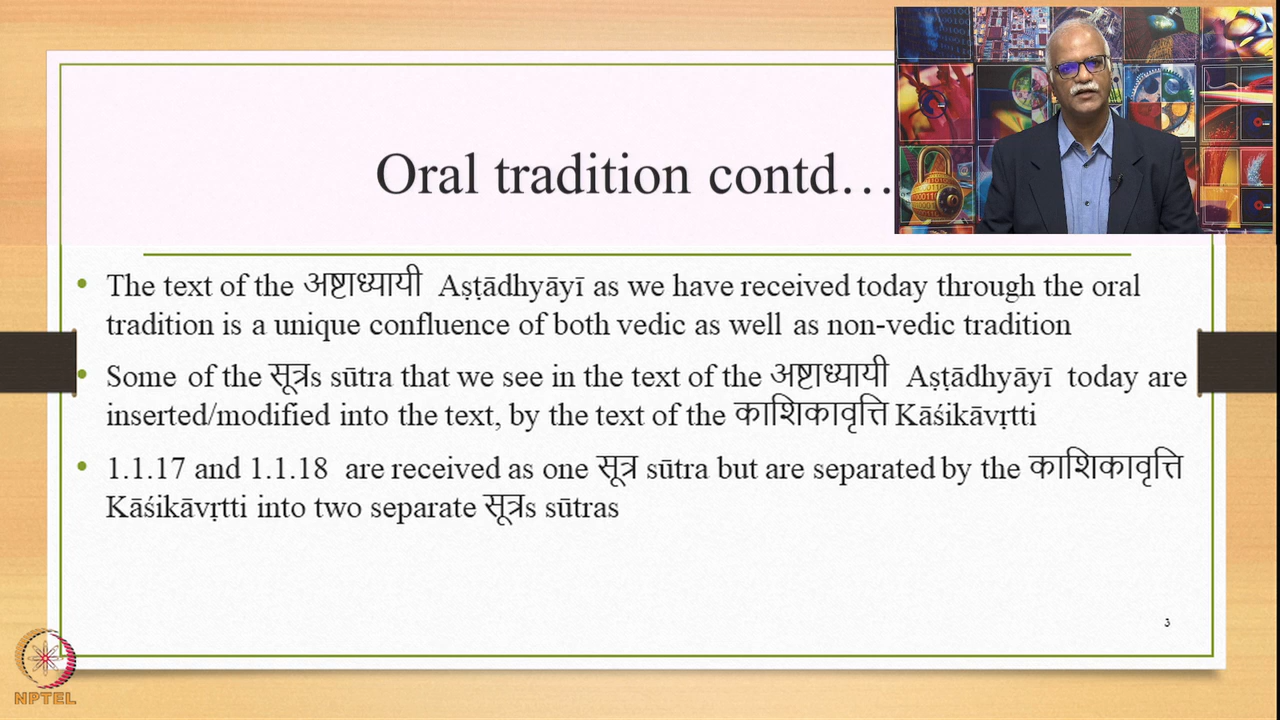 Oral tradition contd…
• The text of the अष्टाध्यायी Aṣṭādhyāyī as we have received today through the oral
tradition is a unique confluence of both vedic as well as non-vedic tradition
• Some of the सूत्रs sūtra that we see in the text of the अष्टाध्यायी Aṣṭādhyāyī today are
inserted/modified into the text, by the text of the काशिकावृत्ति Kāśikāvṛtti
• 1.1.17 and 1.1.18 are received as one सूत्र sūtra but are separated by the काशिकावृत्ति
Kāśikāvṛtti into two separate सूत्रs sūtras
3
NPTEL